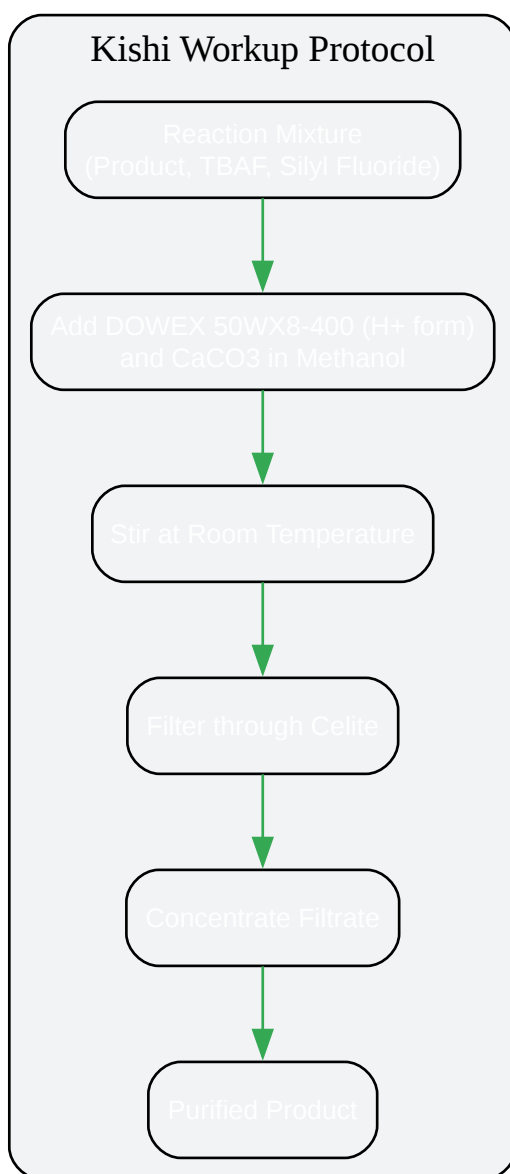 Kishi Workup Protocol
Reaction Mixture
(Product, TBAF, Silyl Fluoride)
Add DOWEX 50WX8-400 (H+ form)
and CaCO3 in Methanol
Stir at Room Temperature
Filter through Celite
Concentrate Filtrate
Purified Product